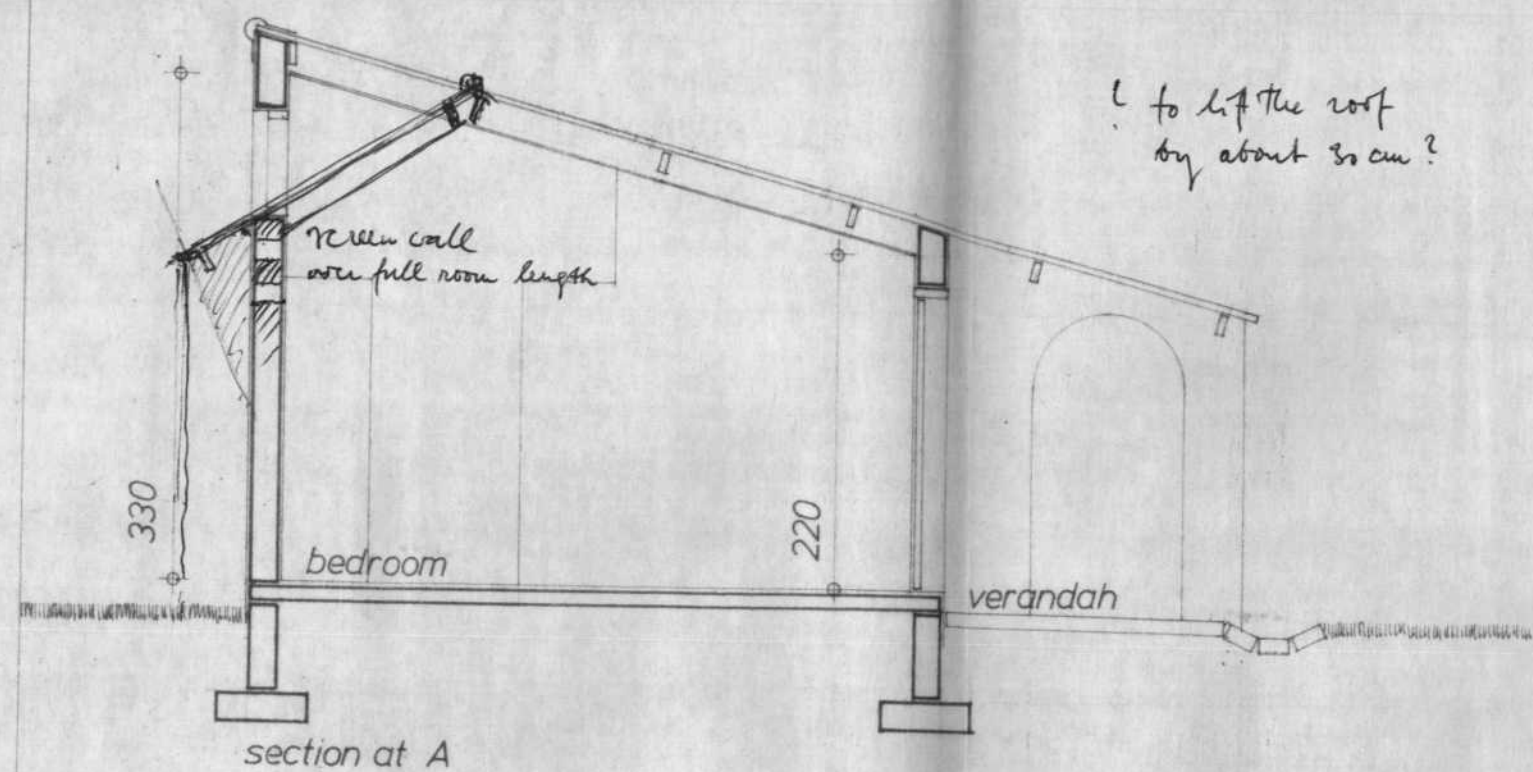 ? to lift the roof
by about 30 cm?
screen wall
over full room length
330
220
bedroom
verandah
section at A